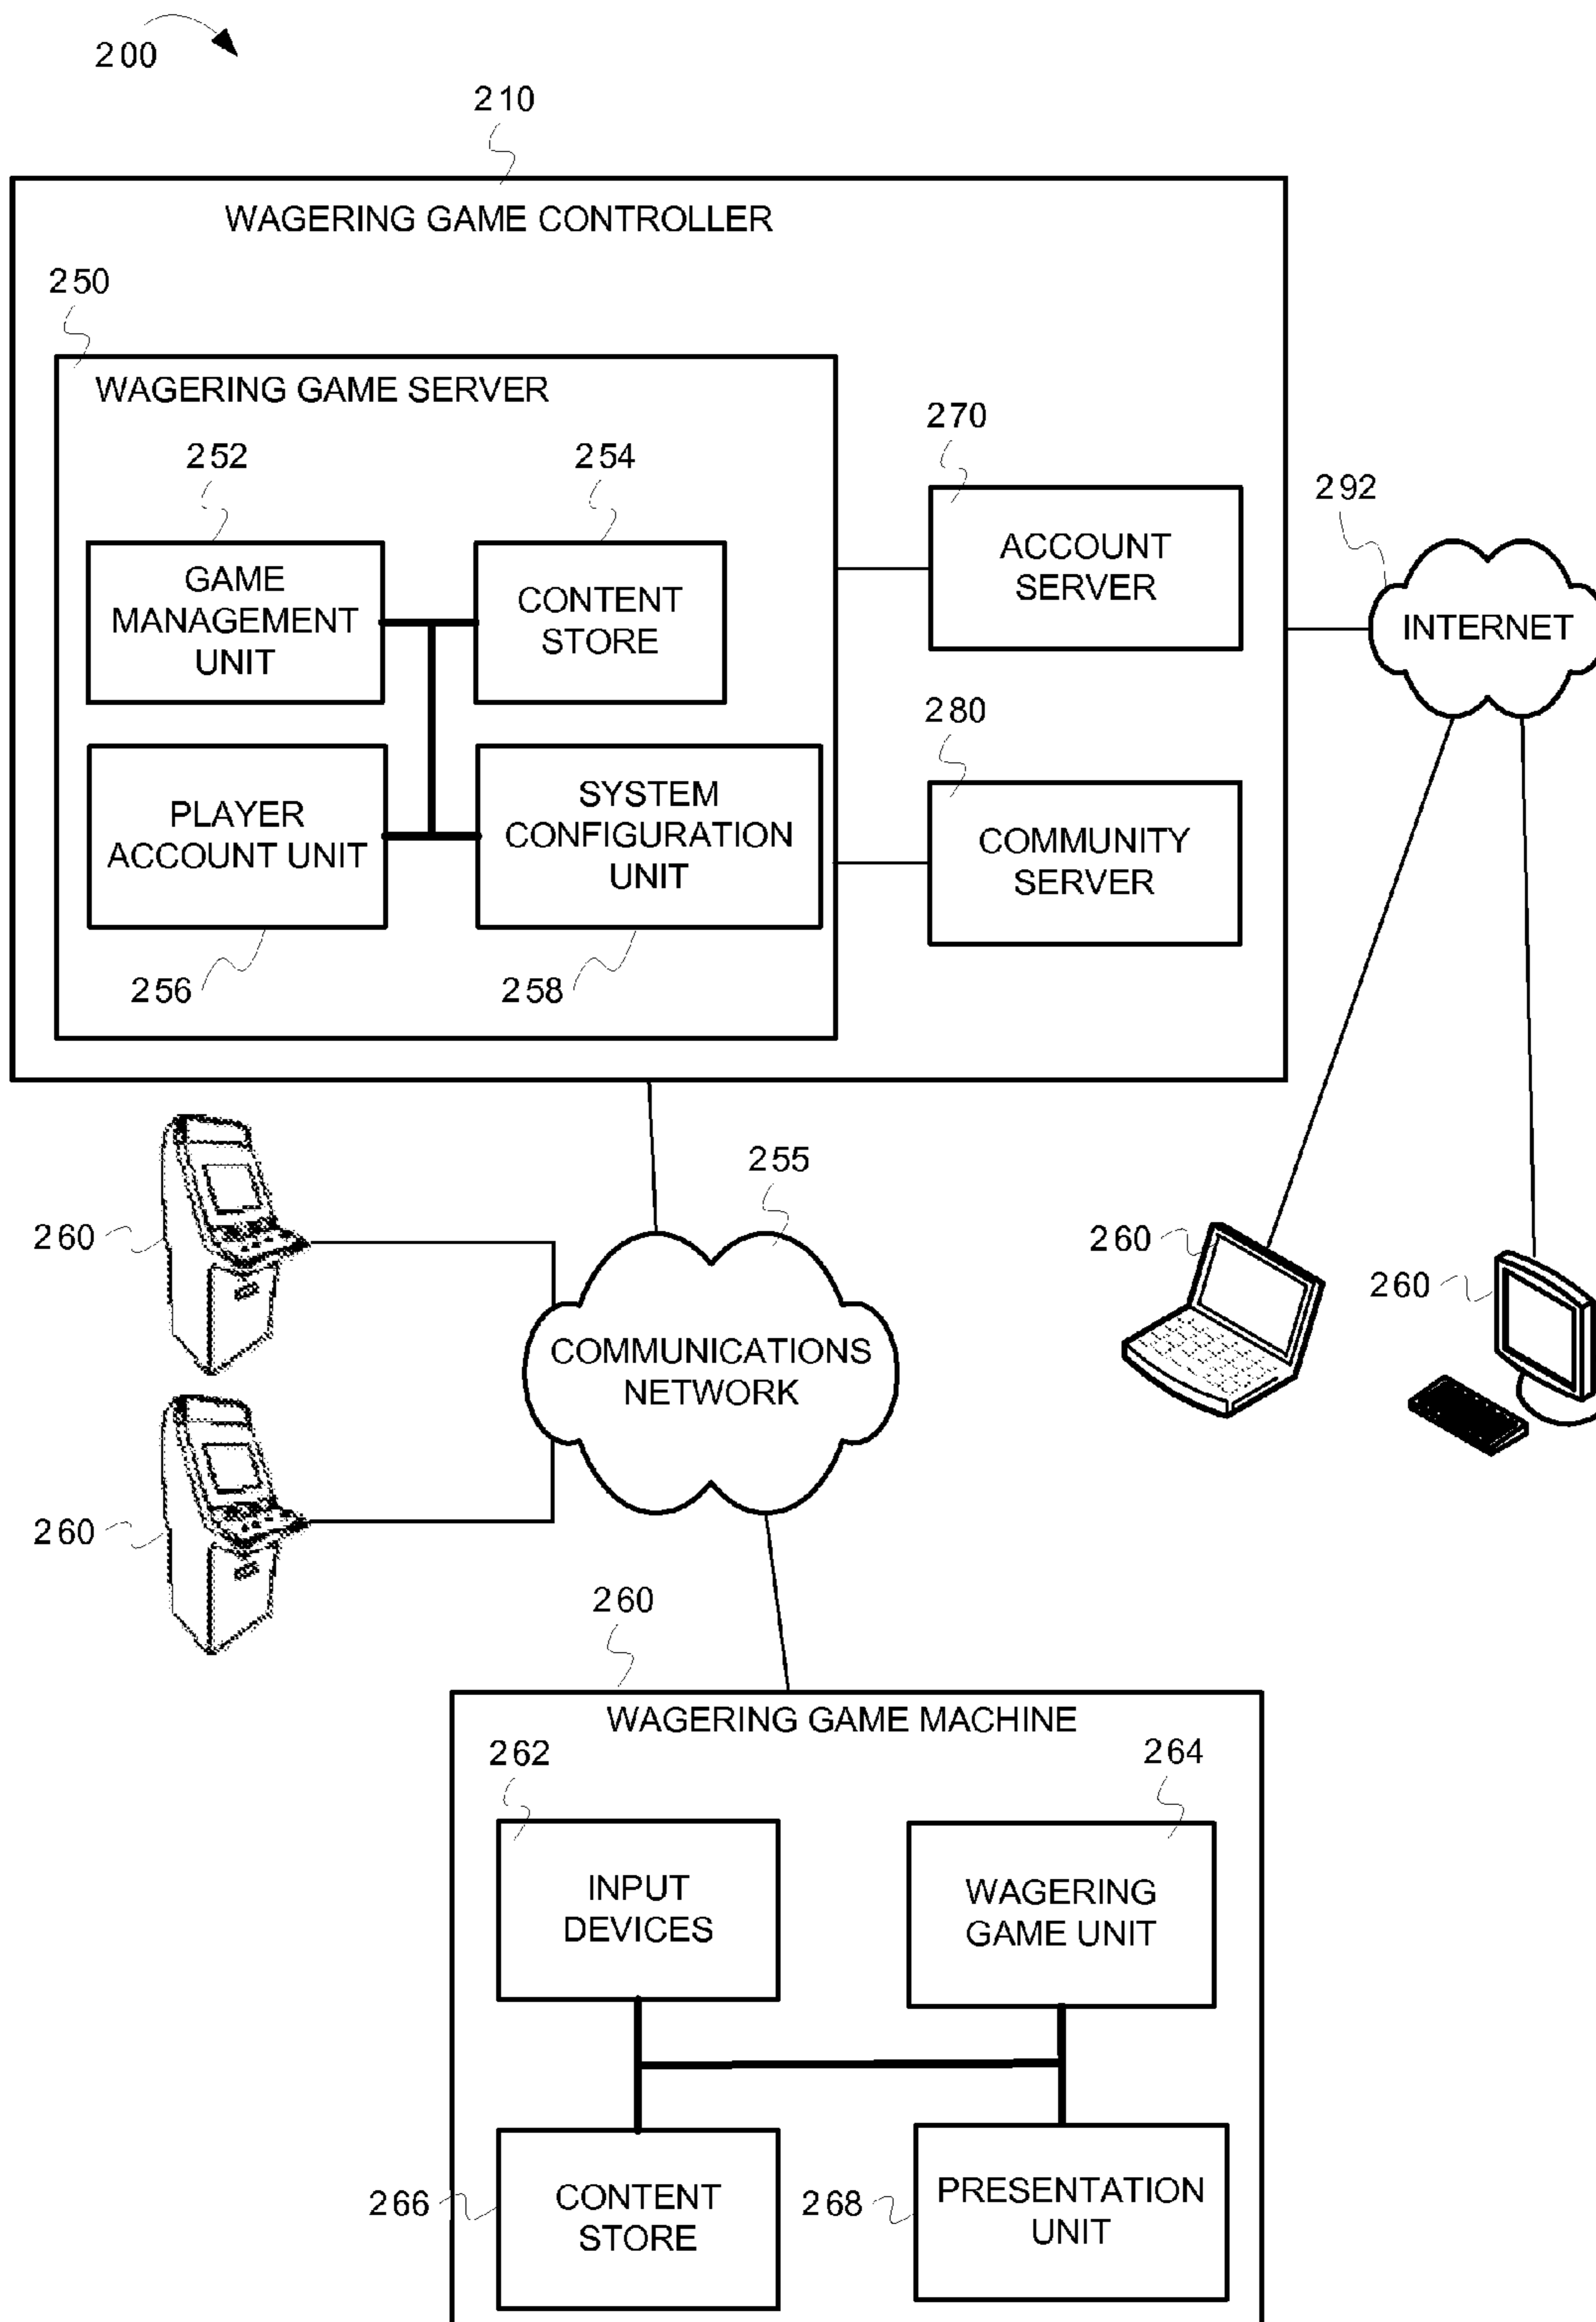 200
210
WAGERING GAME CONTROLLER
250
WAGERING GAME SERVER
252
254
GAME
MANAGEMENT
UNIT
CONTENT
STORE
PLAYER
ACCOUNT UNIT
SYSTEM
CONFIGURATION
UNIT
256
258
270
ACCOUNT
SERVER
280
COMMUNITY
SERVER
292
INTERNET
260
260
255
COMMUNICATIONS
NETWORK
260
260
260
WAGERING GAME MACHINE
262
264
INPUT
DEVICES
WAGERING
GAME UNIT
266
CONTENT
STORE
268
PRESENTATION
UNIT